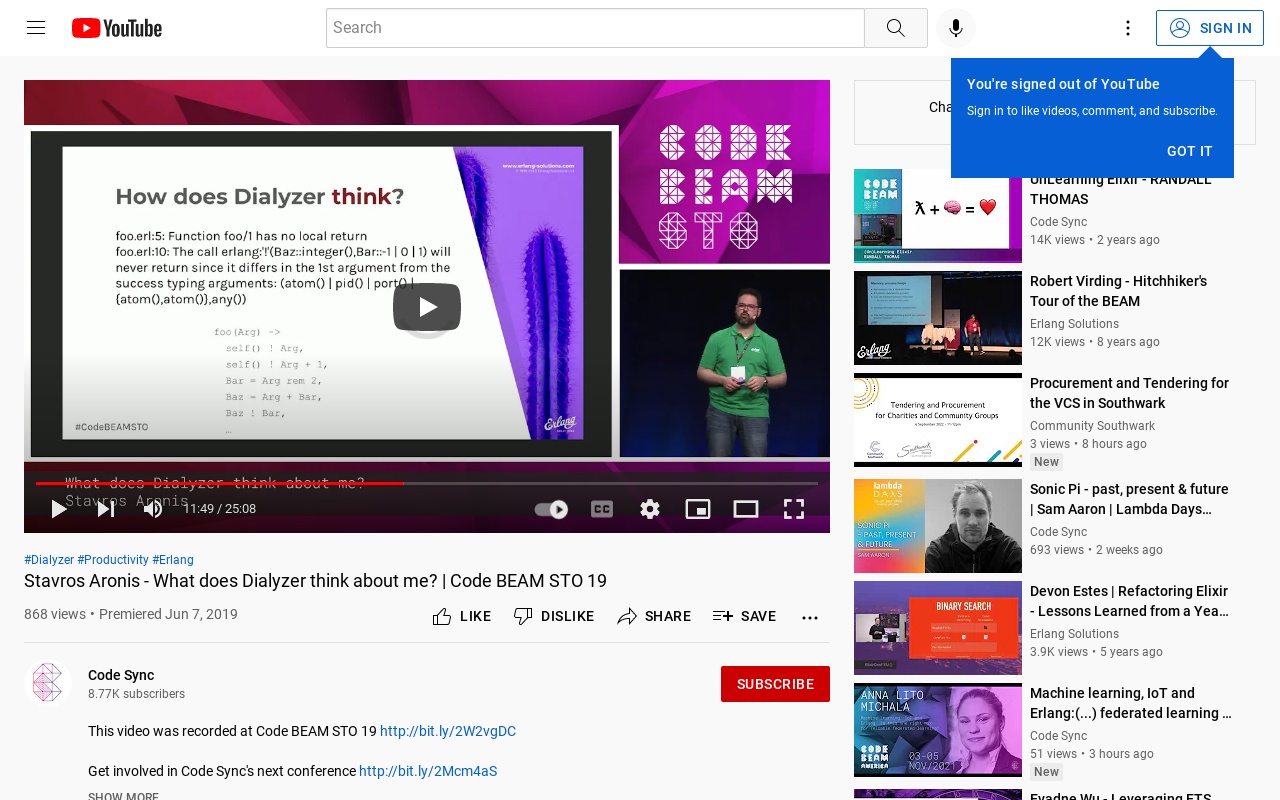 YouTube
Search
SIGN IN
You're signed out of YouTube
Sign in to like videos, comment, and subscribe.
GOT IT
Cha
www.erlang-solutions.com
How does Dialyzer think?
foo.erl:5: Function foo/1 has no local return
foo.erl:10: The call erlang:'!'(Baz::integer(),Bar::-1 | 0 | 1) will
never return since it differs in the 1st argument from the
success typing arguments: (atom() | pid() | port() |
{atom(),atom()},any())
foo(Arg) ->
self() ! Arg,
self() ! Arg + 1,
Bar = Arg rem 2,
Baz = Arg + Bar,
Baz ! Bar,
…
#CodeBEAMSTO
Erlang
CODE
BEAM
STO
What does Dialyzer think about me?
Stavros Aronis
11:49 / 25:08
CC
#Dialyzer #Productivity #Erlang
Stavros Aronis - What does Dialyzer think about me? | Code BEAM STO 19
868 views • Premiered Jun 7, 2019
LIKE
DISLIKE
SHARE
SAVE
Code Sync
8.77K subscribers
SUBSCRIBE
This video was recorded at Code BEAM STO 19 http://bit.ly/2W2vgDC
Get involved in Code Sync's next conference http://bit.ly/2Mcm4aS
SHOW MORE
CODE
BEAM
SF
λ + =
(Un)Learning Elixir
RANDALL THOMAS
UnLearning Elixir - RANDALL
THOMAS
Code Sync
14K views • 2 years ago
Erlang
Robert Virding - Hitchhiker's
Tour of the BEAM
Erlang Solutions
12K views • 8 years ago
Tendering and Procurement
for Charities and Community Groups
Community
Southwark
Southwark
Procurement and Tendering for
the VCS in Southwark
Community Southwark
3 views • 8 hours ago
New
lambda
DAYS
SONIC PI
- PAST, PRESENT
& FUTURE
SAM AARON
Sonic Pi - past, present & future
| Sam Aaron | Lambda Days…
Code Sync
693 views • 2 weeks ago
BINARY SEARCH
Devon Estes | Refactoring Elixir
- Lessons Learned from a Yea…
Erlang Solutions
3.9K views • 5 years ago
ANNA LITO
MICHALA
CODE
BEAM
AMERICA
03-05
NOV/2021
Machine learning, IoT and
Erlang:(...) federated learning …
Code Sync
51 views • 3 hours ago
New
Evadne Wu - Leveraging ETS